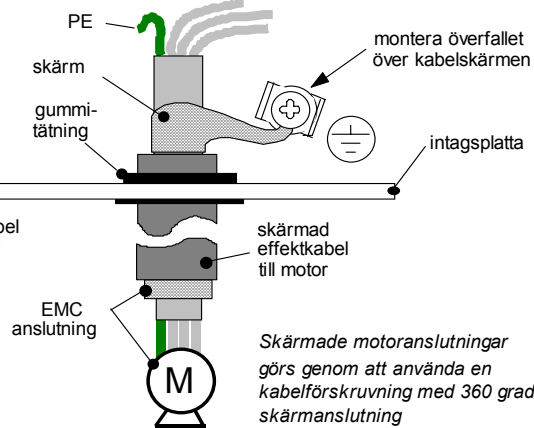 PE
montera överfallet
över kabelskärmen
skärm
gummi-
tätning
intagsplatta
skärmad
effektkabel
till motor
EMC
anslutning
M
Skärmade motoranslutningar
görs genom att använda en
kabelförskruvning med 360 grad
skärmanslutning